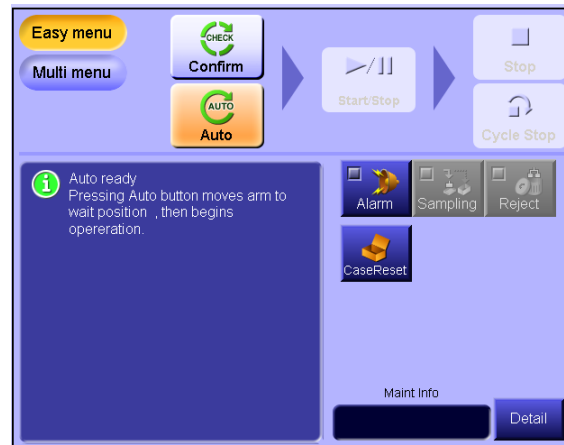 Easy menu
Multi menu
CHECK
Confirm
AUTO
Auto
Start/Stop
Stop
Cycle Stop
Auto ready
Pressing Auto button moves arm to
wait position , then begins
opereration.
Alarm
Sampling
Reject
CaseReset
Maint Info
Detail